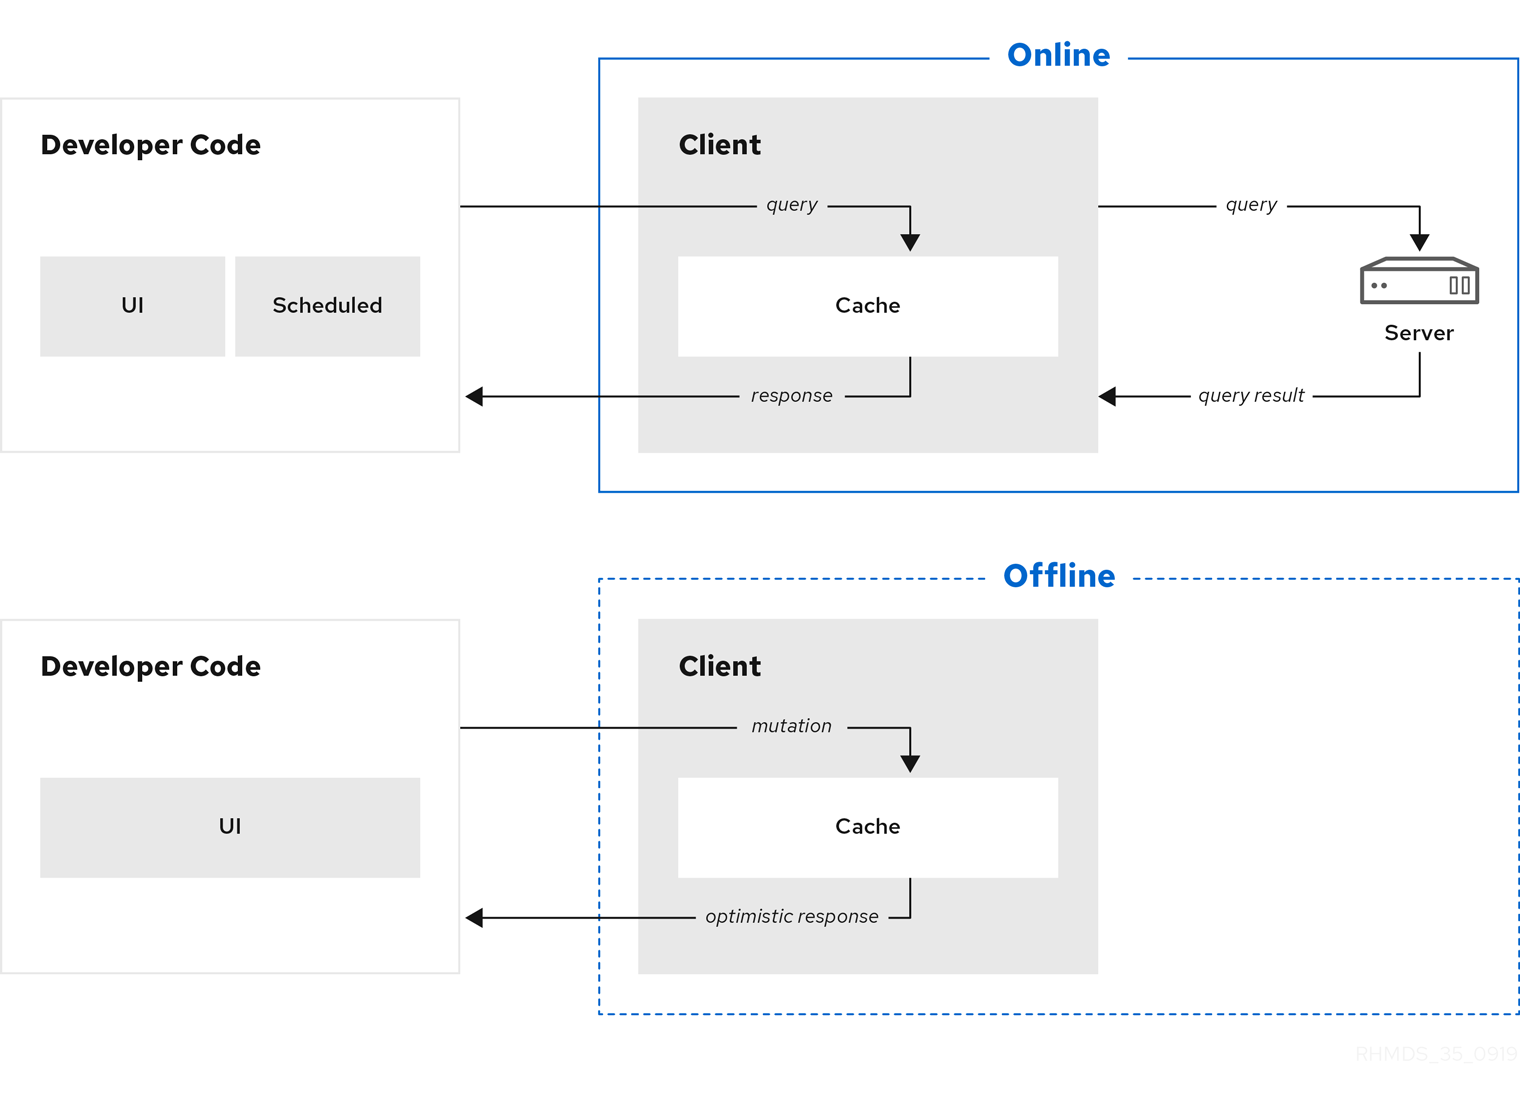 Online
Developer Code
Client
query
query
UI
Scheduled
Cache
Server
response
query result
Offline
Developer Code
Client
mutation
UI
Cache
optimistic response
RHMDS_35_0919